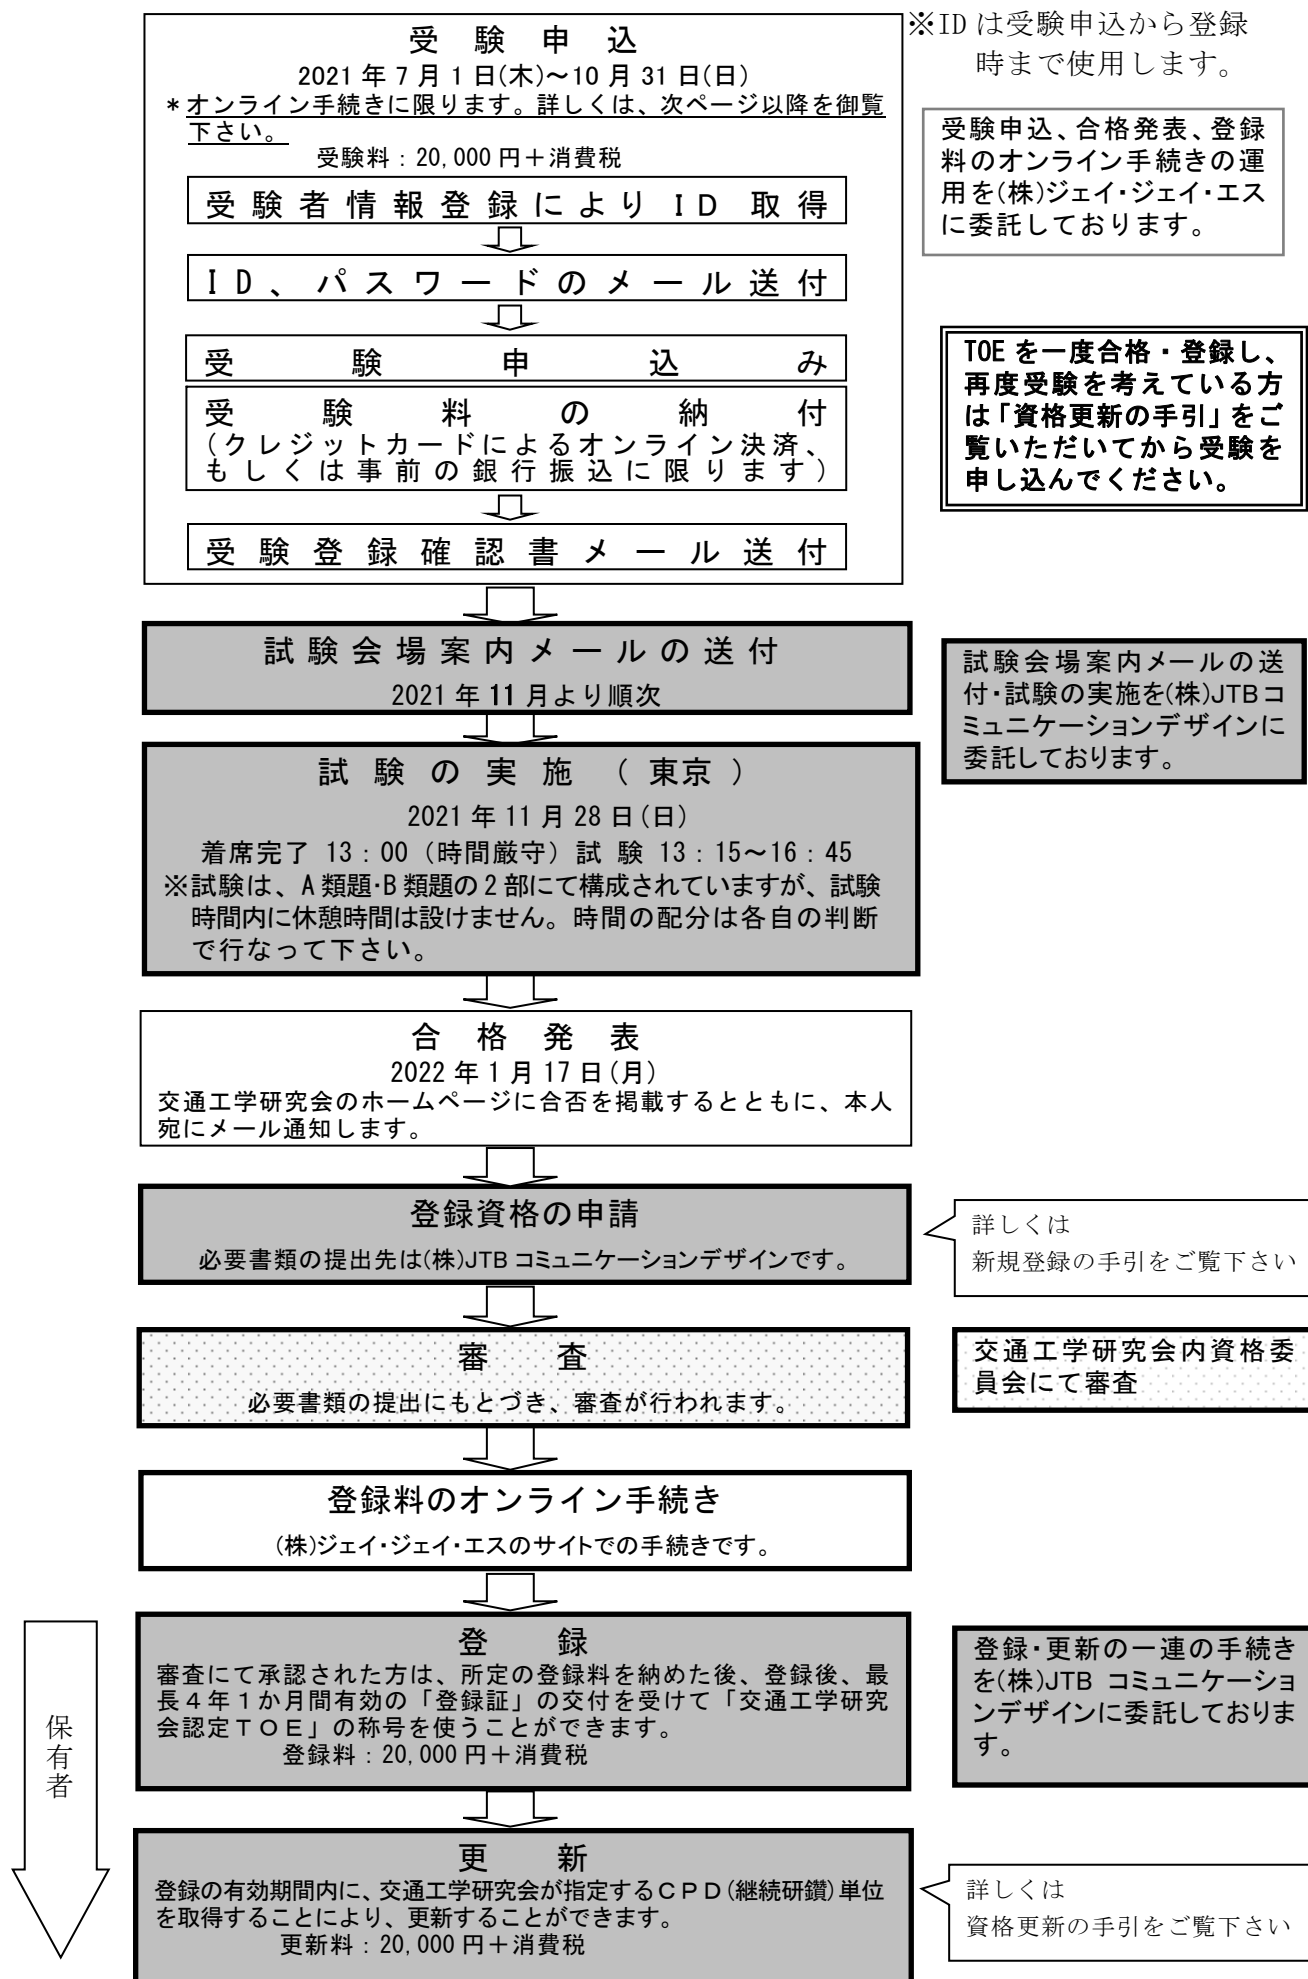 ※IDは受験申込から登録
時まで使用します。
受験申込
2021年7月1日(木)～10月31日(日)
*オンライン手続きに限ります。詳しくは、次ページ以降を御覧
下さい。
受験料：20,000円＋消費税
受験者情報登録によりID取得
ID、パスワードのメール送付
受験申込み
受験料の納付
(クレジットカードによるオンライン決済、
もしくは事前の銀行振込に限ります)
受験登録確認書メール送付
受験申込、合格発表、登録
料のオンライン手続きの運
用を(株)ジェイ・ジェイ・エス
に委託しております。
TOEを一度合格・登録し、
再度受験を考えている方
は「資格更新の手引」をご
覧いただいてから受験を
申し込んでください。
試験会場案内メールの送付
2021年11月より順次
試験会場案内メールの送
付・試験の実施を(株)JTBコ
ミュニケーションデザインに
委託しております。
試験の実施（東京）
2021年11月28日(日)
着席完了 13：00（時間厳守）試験 13：15～16：45
※試験は、A類題・B類題の2部にて構成されていますが、試験
時間内に休憩時間は設けません。時間の配分は各自の判断
で行なって下さい。
合格発表
2022年1月17日(月)
交通工学研究会のホームページに合否を掲載するとともに、本人
宛にメール通知します。
登録資格の申請
必要書類の提出先は(株)JTBコミュニケーションデザインです。
詳しくは
新規登録の手引をご覧下さい
審査
必要書類の提出にもとづき、審査が行われます。
交通工学研究会内資格委
員会にて審査
登録料のオンライン手続き
(株)ジェイ・ジェイ・エスのサイトでの手続きです。
登録
審査にて承認された方は、所定の登録料を納めた後、登録後、最
長４年１か月間有効の「登録証」の交付を受けて「交通工学研究
会認定ＴＯＥ」の称号を使うことができます。
登録料：20,000円＋消費税
登録・更新の一連の手続き
を(株)JTB コミュニケーショ
ンデザインに委託しておりま
す。
保有者
更新
登録の有効期間内に、交通工学研究会が指定するＣＰＤ(継続研鑽)単位
を取得することにより、更新することができます。
更新料：20,000円＋消費税
詳しくは
資格更新の手引をご覧下さい